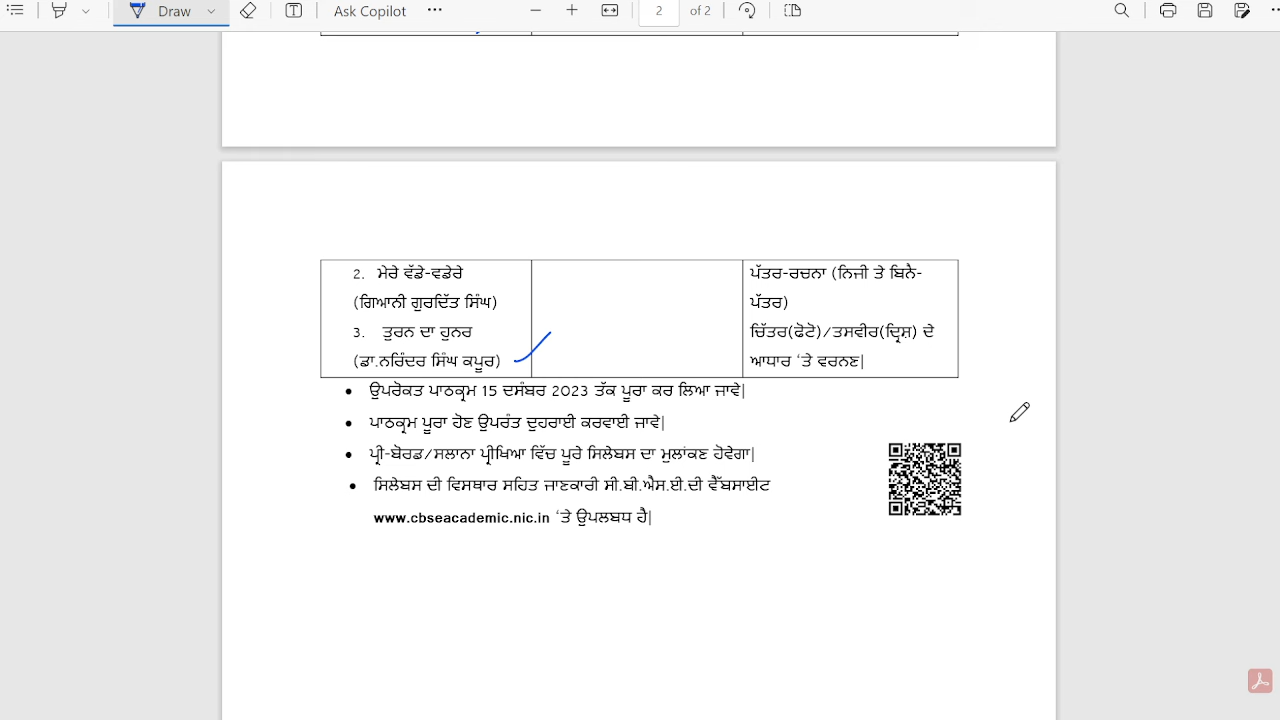 Draw
Ask Copilot
2 of 2
2. ਮੇਰੇ ਵੱਡੇ-ਵਡੇਰੇ
(ਗਿਆਨੀ ਗੁਰਦਿੱਤ ਸਿੰਘ)
3. ਤੁਰਨ ਦਾ ਹੁਨਰ
(ਡਾ.ਨਰਿੰਦਰ ਸਿੰਘ ਕਪੂਰ)
ਪੱਤਰ-ਰਚਨਾ (ਨਿਜੀ ਤੇ ਬਿਨੈ-
ਪੱਤਰ)
ਚਿੱਤਰ(ਫੋਟੋ)/ਤਸਵੀਰ(ਦ੍ਰਿਸ਼) ਦੇ
ਆਧਾਰ 'ਤੇ ਵਰਨਣ|
• ਉਪਰੋਕਤ ਪਾਠਕ੍ਰਮ 15 ਦਸੰਬਰ 2023 ਤੱਕ ਪੂਰਾ ਕਰ ਲਿਆ ਜਾਵੇ|
• ਪਾਠਕ੍ਰਮ ਪੂਰਾ ਹੋਣ ਉਪਰੰਤ ਦੁਹਰਾਈ ਕਰਵਾਈ ਜਾਵੇ|
• ਪ੍ਰੀ-ਬੋਰਡ/ਸਲਾਨਾ ਪ੍ਰੀਖਿਆ ਵਿੱਚ ਪੂਰੇ ਸਿਲੇਬਸ ਦਾ ਮੁਲਾਂਕਣ ਹੋਵੇਗਾ|
• ਸਿਲੇਬਸ ਦੀ ਵਿਸਥਾਰ ਸਹਿਤ ਜਾਣਕਾਰੀ ਸੀ.ਬੀ.ਐਸ.ਈ.ਦੀ ਵੈੱਬਸਾਈਟ
www.cbseacademic.nic.in 'ਤੇ ਉਪਲਬਧ ਹੈ|